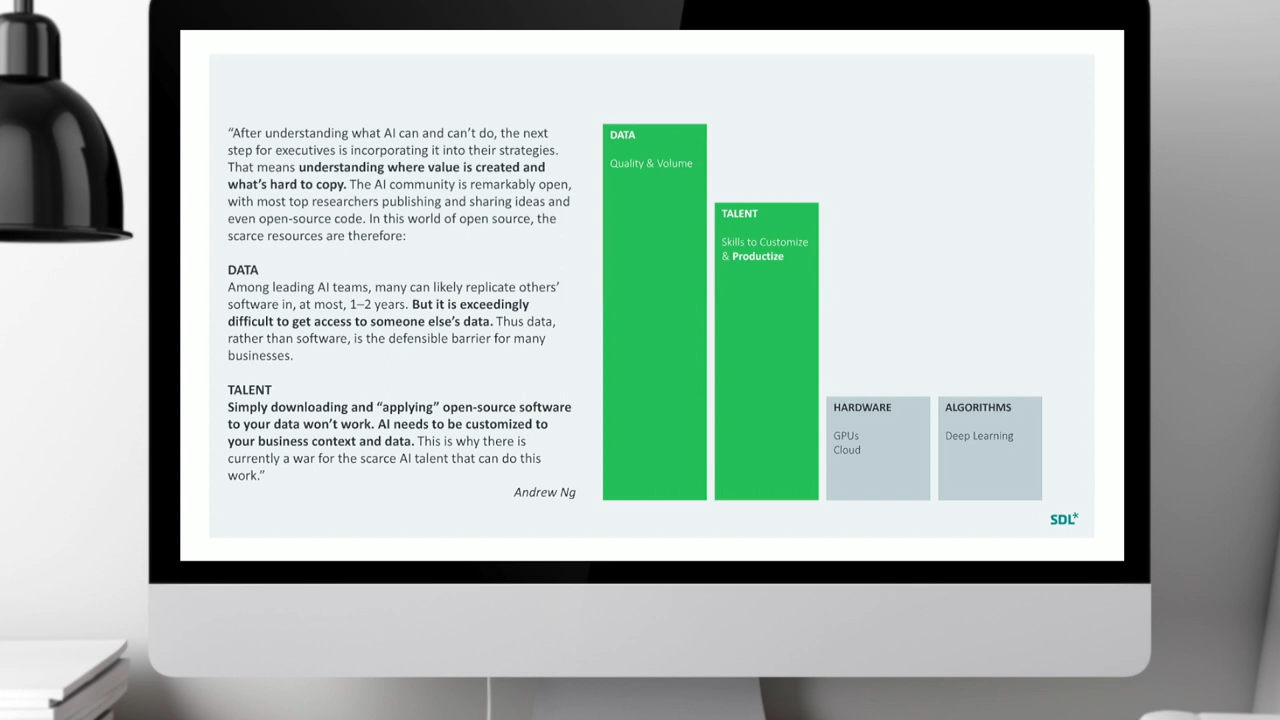 “After understanding what AI can and can’t do, the next
step for executives is incorporating it into their strategies.
That means understanding where value is created and
what’s hard to copy. The AI community is remarkably open,
with most top researchers publishing and sharing ideas and
even open-source code. In this world of open source, the
scarce resources are therefore:
DATA
Among leading AI teams, many can likely replicate others’
software in, at most, 1–2 years. But it is exceedingly
difficult to get access to someone else’s data. Thus data,
rather than software, is the defensible barrier for many
businesses.
TALENT
Simply downloading and “applying” open-source software
to your data won’t work. AI needs to be customized to
your business context and data. This is why there is
currently a war for the scarce AI talent that can do this
work.”
Andrew Ng
DATA
Quality & Volume
TALENT
Skills to Customize
& Productize
HARDWARE
GPUs
Cloud
ALGORITHMS
Deep Learning
SDL*